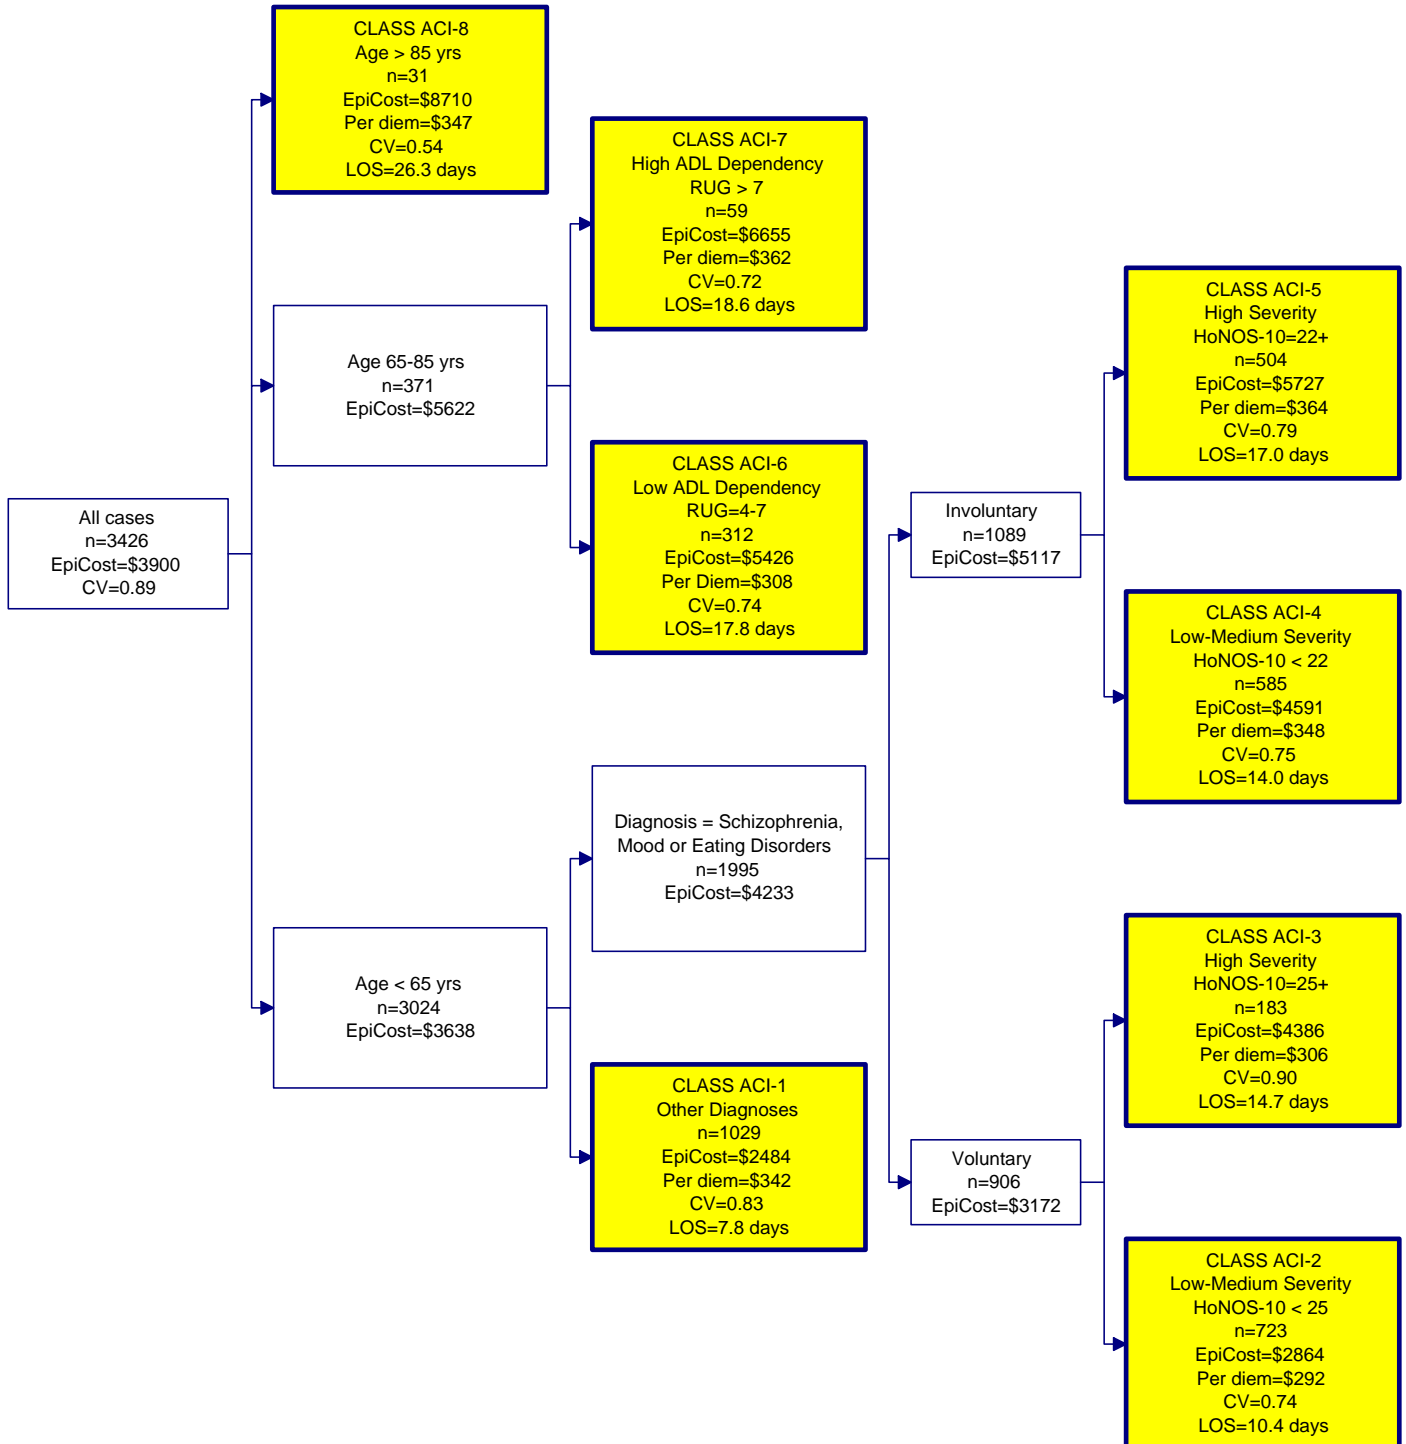 CLASS ACI-8
Age > 85 yrs
n=31
EpiCost=$8710
Per diem=$347
CV=0.54
LOS=26.3 days
CLASS ACI-7
High ADL Dependency
RUG > 7
n=59
EpiCost=$6655
Per diem=$362
CV=0.72
LOS=18.6 days
CLASS ACI-5
High Severity
HoNOS-10=22+
n=504
EpiCost=$5727
Per diem=$364
CV=0.79
LOS=17.0 days
Age 65-85 yrs
n=371
EpiCost=$5622
CLASS ACI-6
Low ADL Dependency
RUG=4-7
n=312
EpiCost=$5426
Per Diem=$308
CV=0.74
LOS=17.8 days
All cases
n=3426
EpiCost=$3900
CV=0.89
Involuntary
n=1089
EpiCost=$5117
CLASS ACI-4
Low-Medium Severity
HoNOS-10 < 22
n=585
EpiCost=$4591
Per diem=$348
CV=0.75
LOS=14.0 days
Diagnosis = Schizophrenia,
Mood or Eating Disorders
n=1995
EpiCost=$4233
Age < 65 yrs
n=3024
EpiCost=$3638
CLASS ACI-3
High Severity
HoNOS-10=25+
n=183
EpiCost=$4386
Per diem=$306
CV=0.90
LOS=14.7 days
CLASS ACI-1
Other Diagnoses
n=1029
EpiCost=$2484
Per diem=$342
CV=0.83
LOS=7.8 days
Voluntary
n=906
EpiCost=$3172
CLASS ACI-2
Low-Medium Severity
HoNOS-10 < 25
n=723
EpiCost=$2864
Per diem=$292
CV=0.74
LOS=10.4 days